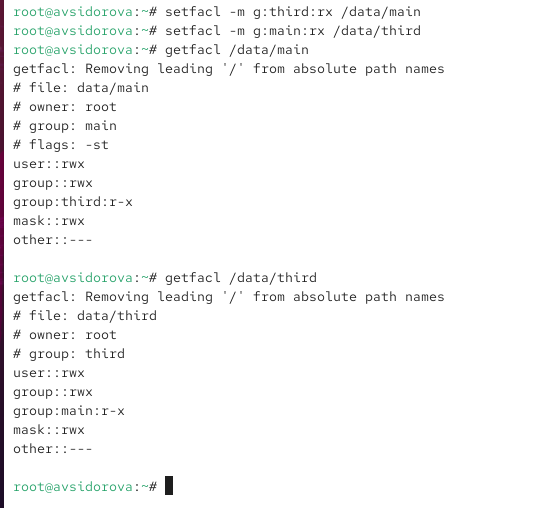 root@avsidorova:~# setfacl -m g:third:rx /data/main
root@avsidorova:~# setfacl -m g:main:rx /data/third
root@avsidorova:~# getfacl /data/main
getfacl: Removing leading '/' from absolute path names
# file: data/main
# owner: root
# group: main
# flags: -st
user::rwx
group::rwx
group:third:r-x
mask::rwx
other::---

root@avsidorova:~# getfacl /data/third
getfacl: Removing leading '/' from absolute path names
# file: data/third
# owner: root
# group: third
user::rwx
group::rwx
group:main:r-x
mask::rwx
other::---

root@avsidorova:~#